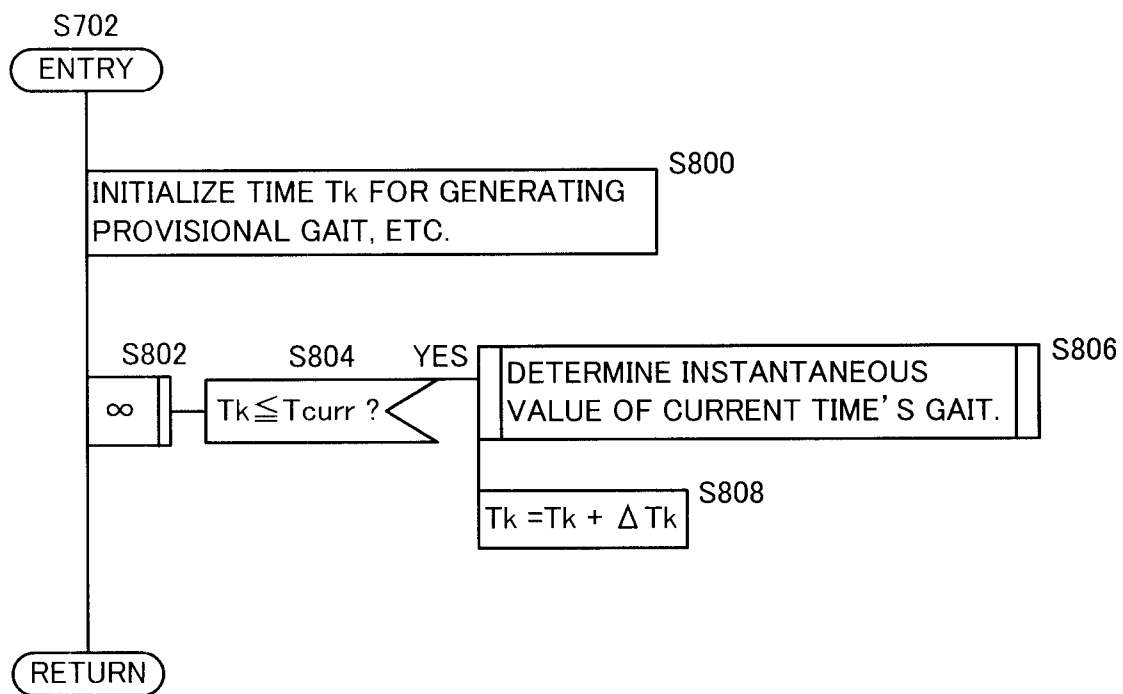 S702
ENTRY
S800
INITIALIZE TIME Tk FOR GENERATING
PROVISIONAL GAIT, ETC.
S802
∞
S804
Tk≦Tcurr ?
YES
S806
DETERMINE INSTANTANEOUS
VALUE OF CURRENT TIME'S GAIT.
S808
Tk =Tk + Δ Tk
RETURN